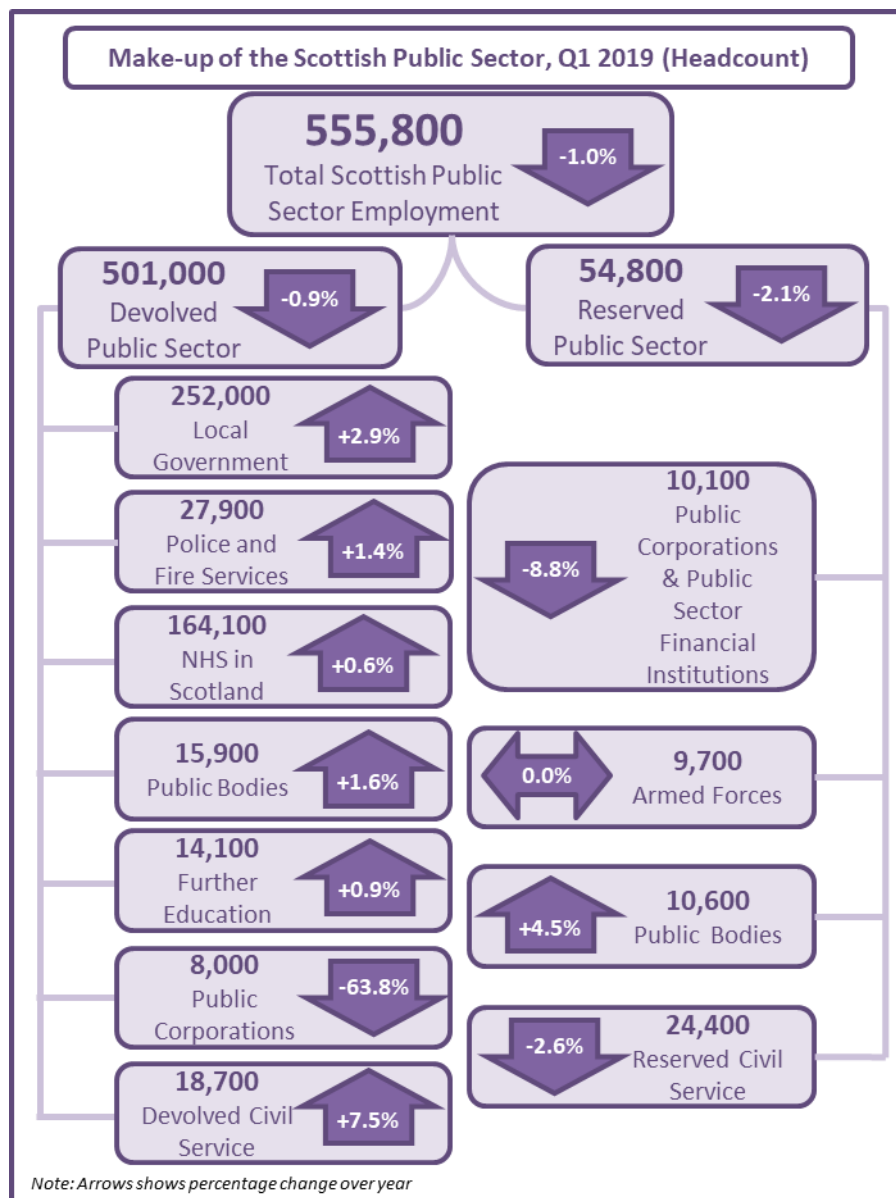 Make-up of the Scottish Public Sector, Q1 2019 (Headcount)
555,800
Total Scottish Public
Sector Employment
-1.0%
501,000
Devolved
Public Sector
-0.9%
54,800
Reserved
Public Sector
-2.1%
252,000
Local
Government
+2.9%
27,900
Police and
Fire Services
+1.4%
164,100
NHS in
Scotland
+0.6%
15,900
Public Bodies
+1.6%
14,100
Further
Education
+0.9%
8,000
Public
Corporations
-63.8%
18,700
Devolved Civil
Service
+7.5%
10,100
Public
Corporations
& Public
Sector
Financial
Institutions
-8.8%
0.0%
9,700
Armed Forces
+4.5%
10,600
Public Bodies
-2.6%
24,400
Reserved Civil
Service
Note: Arrows shows percentage change over year